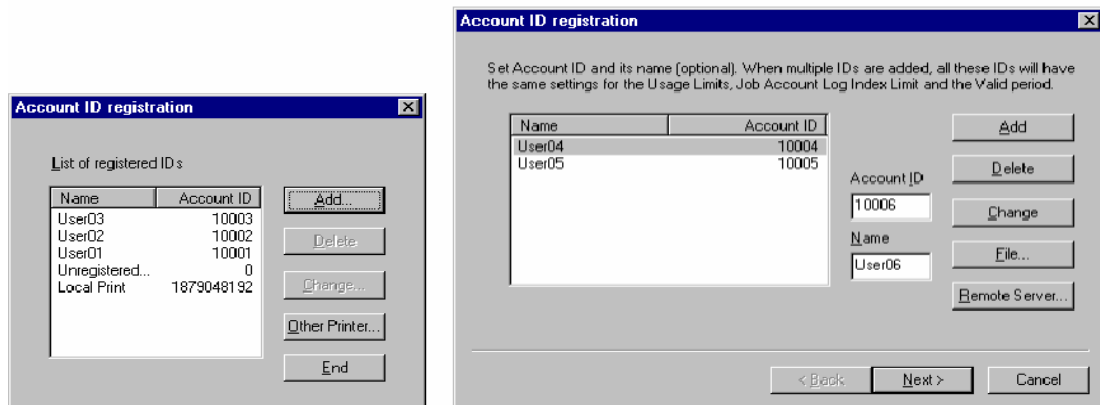 Account ID registration
List of registered IDs
Name Account ID
User03 10003
User02 10002
User01 10001
Unregistered... 0
Local Print 1879048192
Add...
Delete
Change...
Other Printer...
End
Account ID registration
Set Account ID and its name (optional). When multiple IDs are added, all these IDs will have
the same settings for the Usage Limits, Job Account Log Index Limit and the Valid period.
Name Account ID
User04 10004
User05 10005
Account ID
10006
Name
User06
Add
Delete
Change
File...
Remote Server...
< Back
Next >
Cancel